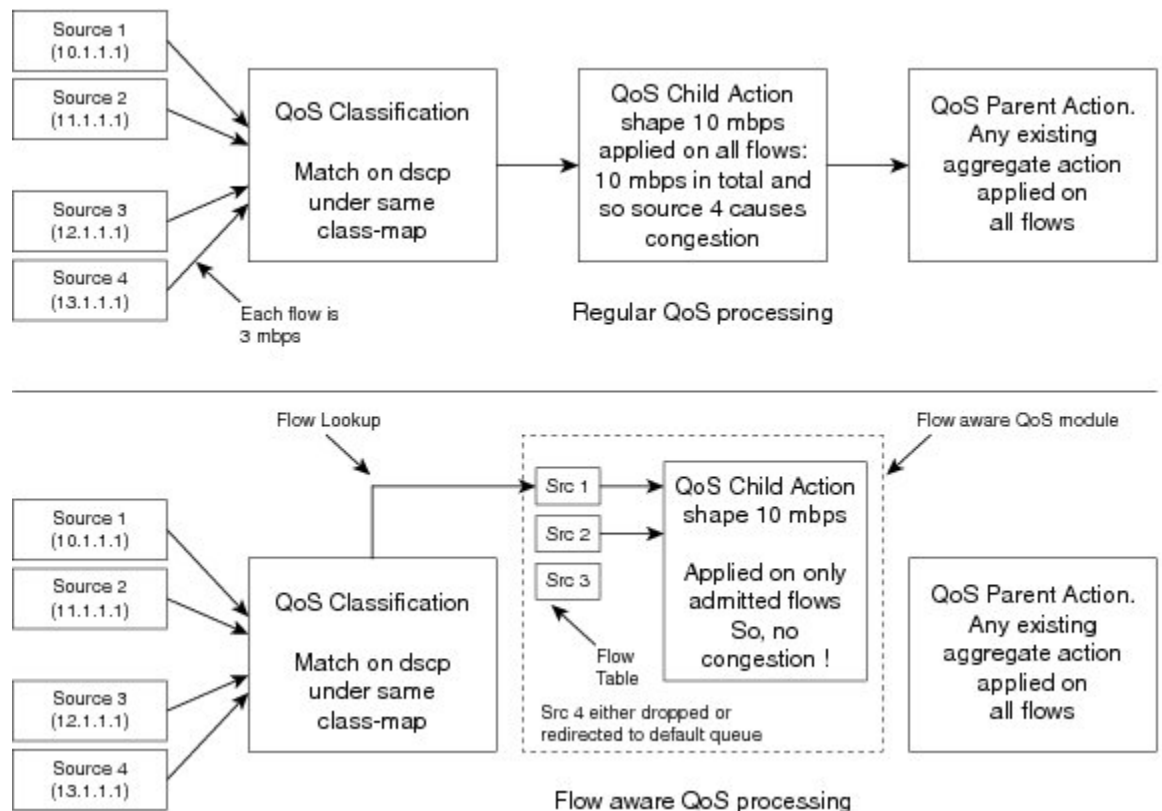 Source 1
(10.1.1.1)
Source 2
(11.1.1.1)
Source 3
(12.1.1.1)
Source 4
(13.1.1.1)
Each flow is
3 mbps
QoS Classification
Match on dscp
under same
class-map
QoS Child Action
shape 10 mbps
applied on all flows:
10 mbps in total and
so source 4 causes
congestion
QoS Parent Action.
Any existing
aggregate action
applied on
all flows
Regular QoS processing
Flow Lookup
Flow aware QoS module
Source 1
(10.1.1.1)
Source 2
(11.1.1.1)
Source 3
(12.1.1.1)
Source 4
(13.1.1.1)
QoS Classification
Match on dscp
under same
class-map
Src 1
Src 2
Src 3
Flow
Table
QoS Child Action
shape 10 mbps
Applied on only
admitted flows
So, no
congestion !
Src 4 either dropped or
redirected to default queue
QoS Parent Action.
Any existing
aggregate action
applied on
all flows
Flow aware QoS processing